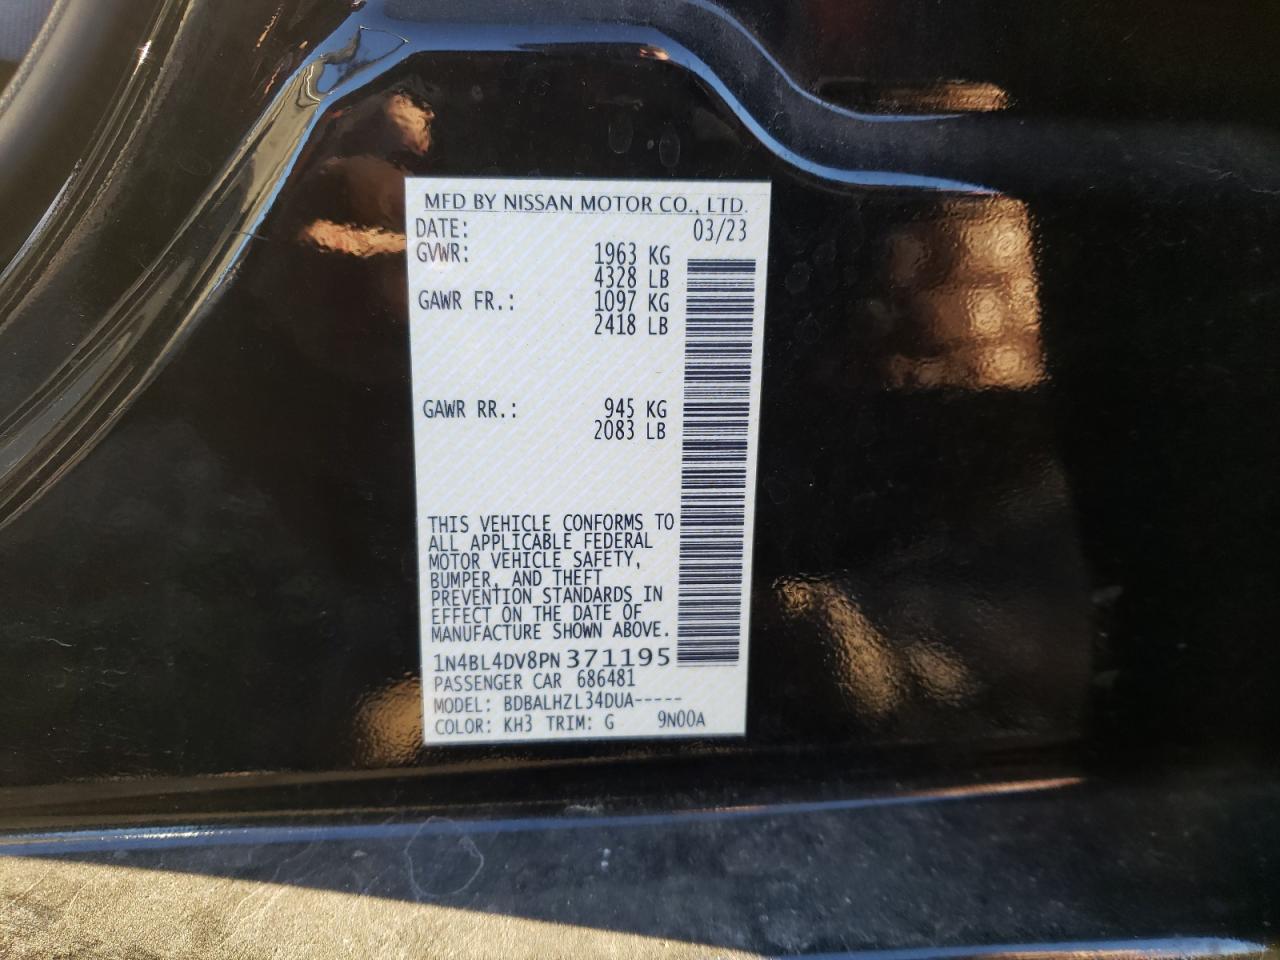 MFD BY NISSAN MOTOR CO., LTD.
DATE: 03/23
GVWR: 1963 KG
4328 LB
GAWR FR.: 1097 KG
2418 LB
GAWR RR.: 945 KG
2083 LB
THIS VEHICLE CONFORMS TO
ALL APPLICABLE FEDERAL
MOTOR VEHICLE SAFETY,
BUMPER, AND THEFT
PREVENTION STANDARDS IN
EFFECT ON THE DATE OF
MANUFACTURE SHOWN ABOVE.
1N4BL4DV8PN371195
PASSENGER CAR 686481
MODEL: BDBALHZL34DUA-----
COLOR: KH3 TRIM: G 9N00A